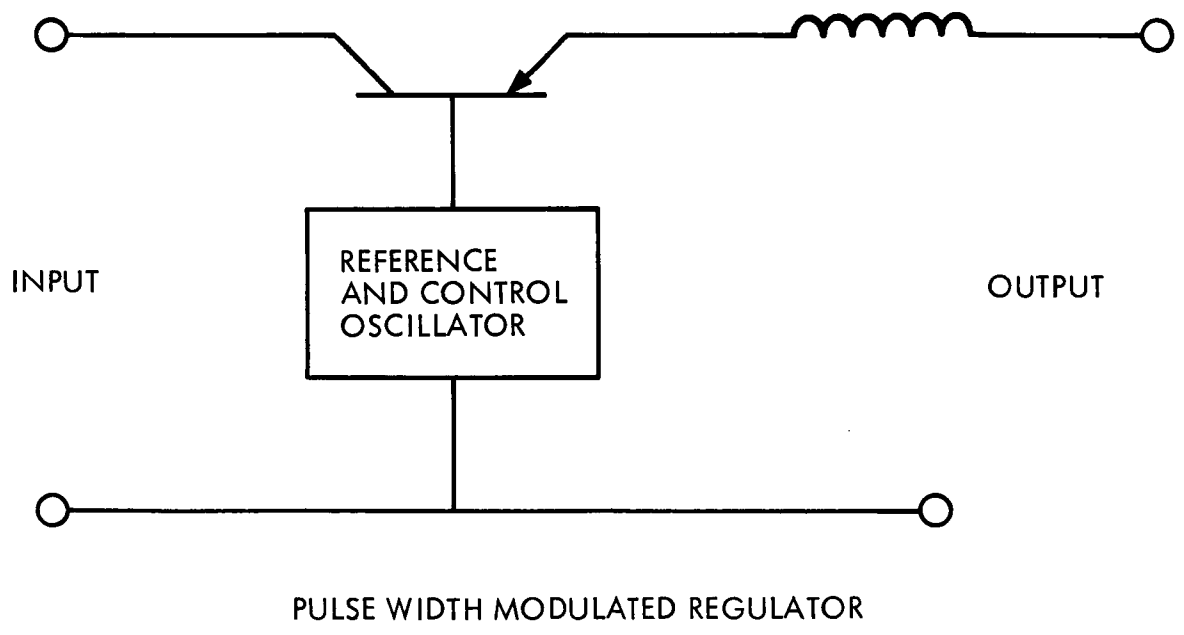 INPUT
REFERENCE
AND CONTROL
OSCILLATOR
OUTPUT
PULSE WIDTH MODULATED REGULATOR